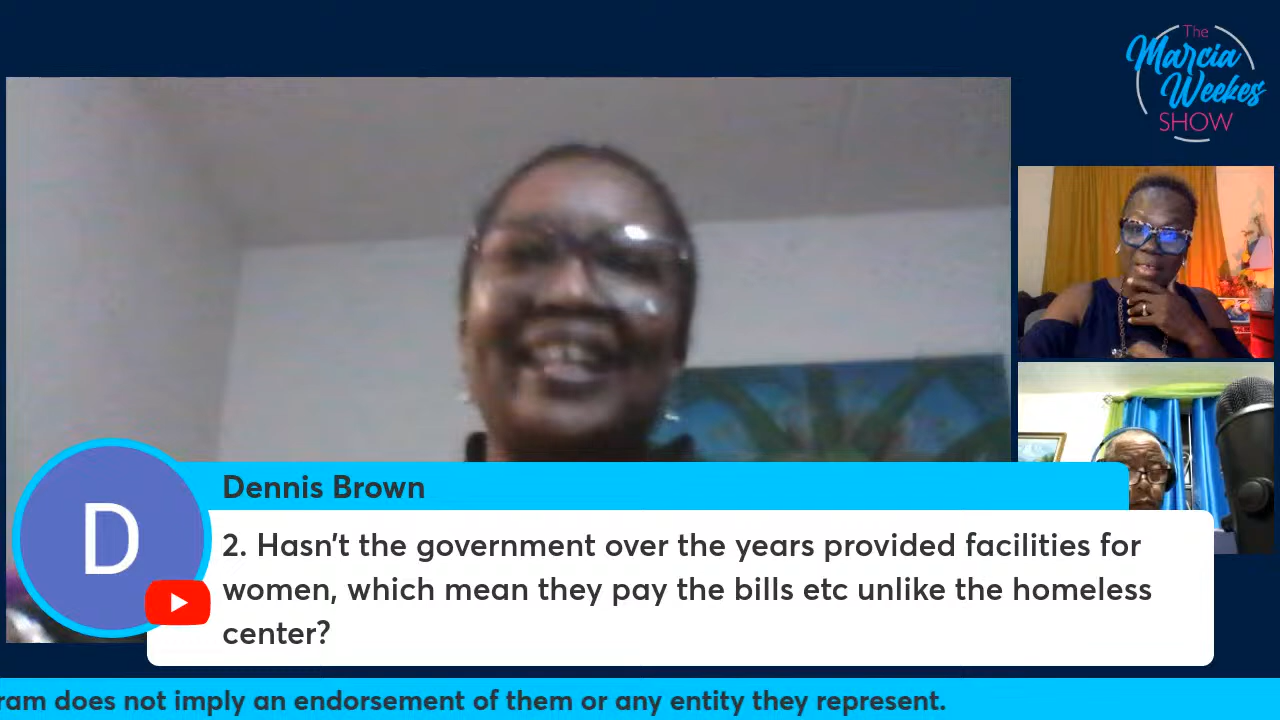 The
Marcia
Weekes
SHOW
D
Dennis Brown
2. Hasn't the government over the years provided facilities for
women, which mean they pay the bills etc unlike the homeless
center?
ram does not imply an endorsement of them or any entity they represent.